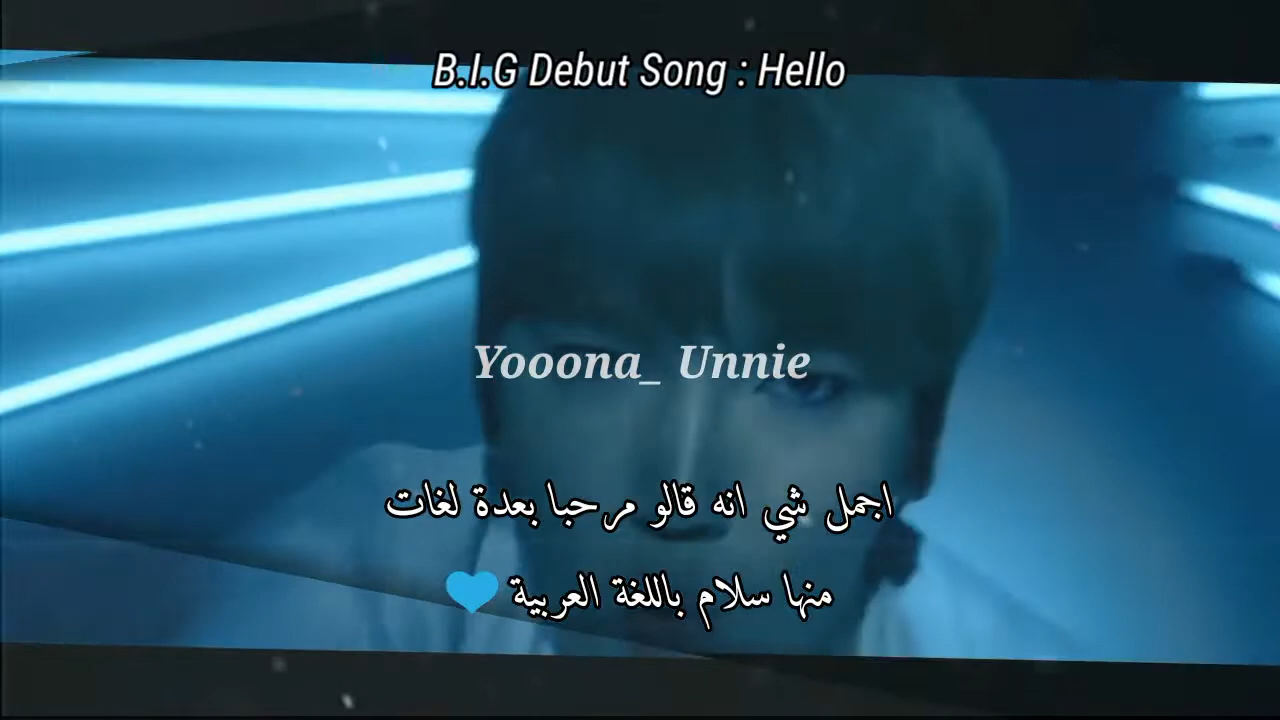 B.I.G Debut Song : Hello
Yooona_ Unnie
اجمل شي انه قالو مرحبا بعدة لغات
منها سلام باللغة العربية 💙